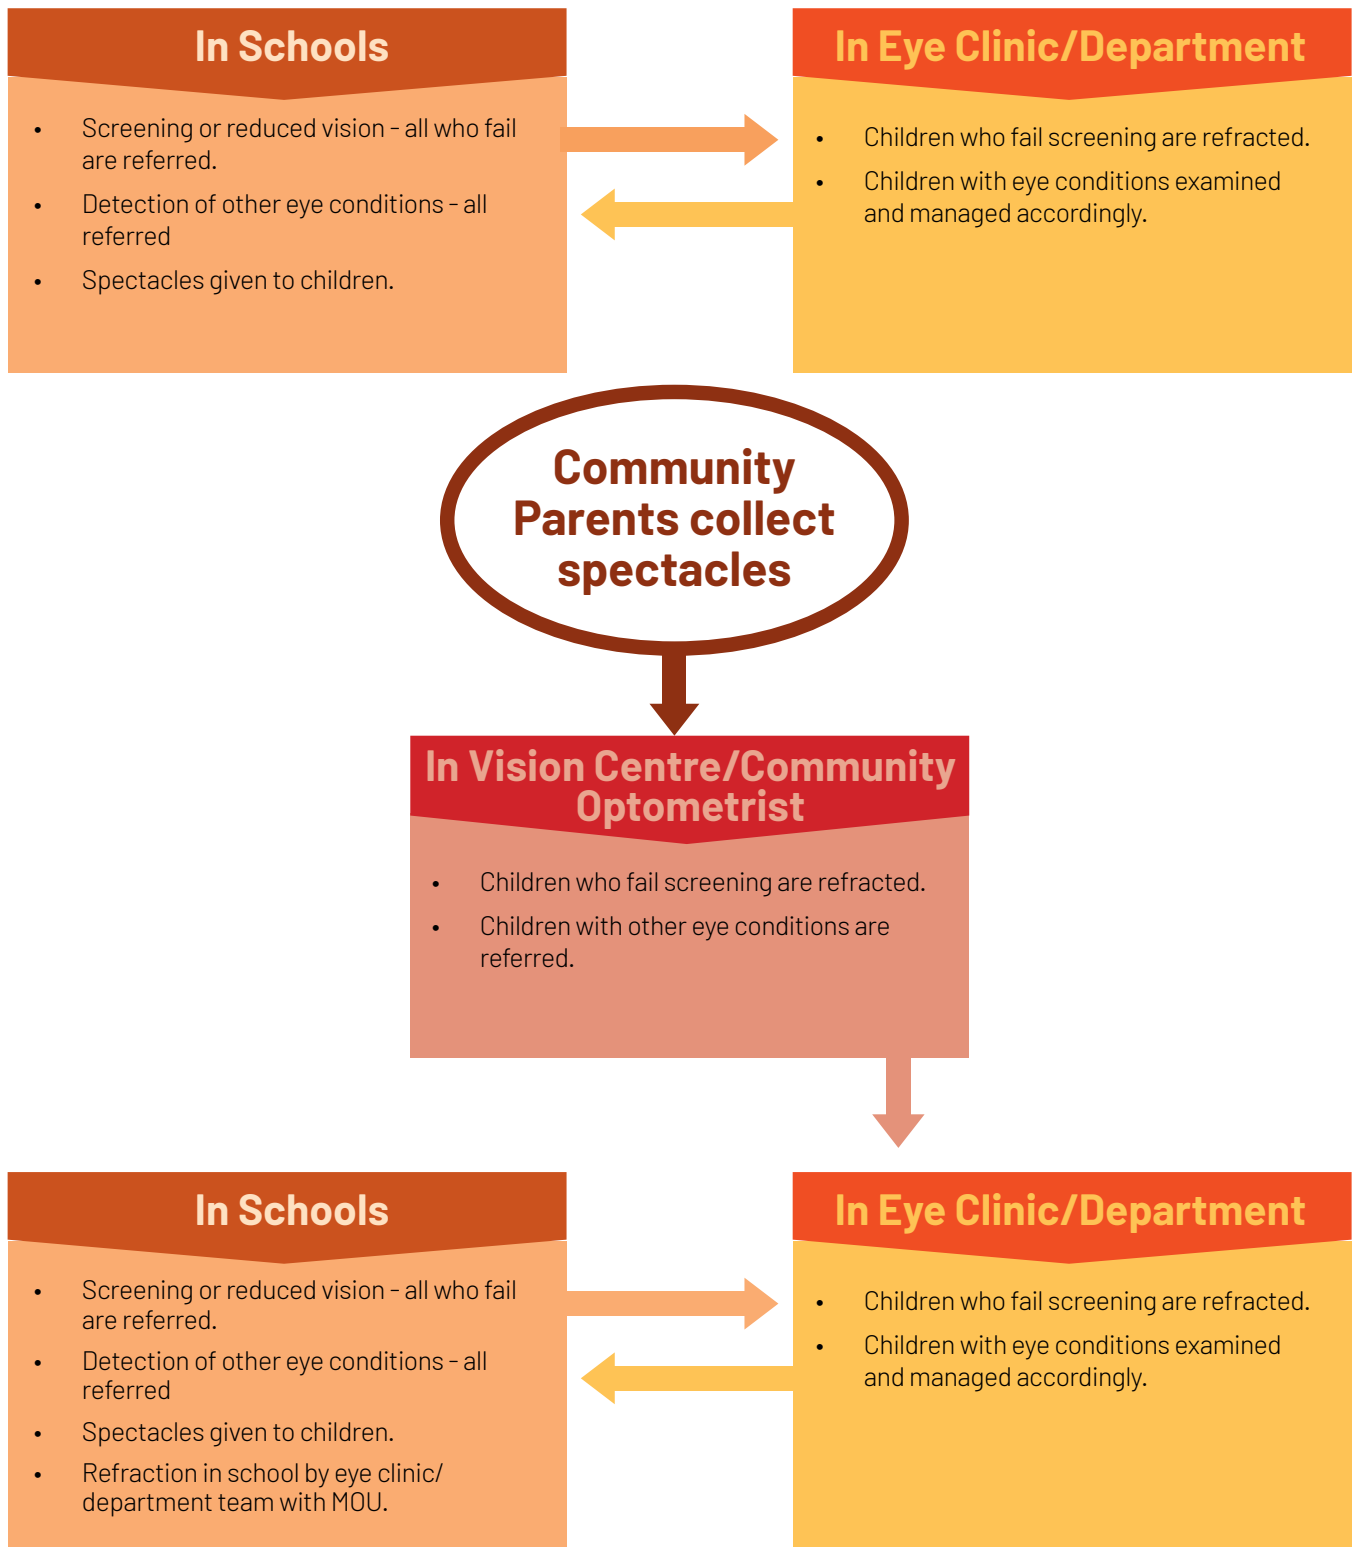 In Schools
• Screening or reduced vision - all who fail
are referred.
• Detection of other eye conditions - all
referred
• Spectacles given to children.
In Eye Clinic/Department
• Children who fail screening are refracted.
• Children with eye conditions examined
and managed accordingly.
Community
Parents collect
spectacles
In Vision Centre/Community
Optometrist
• Children who fail screening are refracted.
• Children with other eye conditions are
referred.
In Schools
• Screening or reduced vision - all who fail
are referred.
• Detection of other eye conditions - all
referred
• Spectacles given to children.
• Refraction in school by eye clinic/
department team with MOU.
In Eye Clinic/Department
• Children who fail screening are refracted.
• Children with eye conditions examined
and managed accordingly.